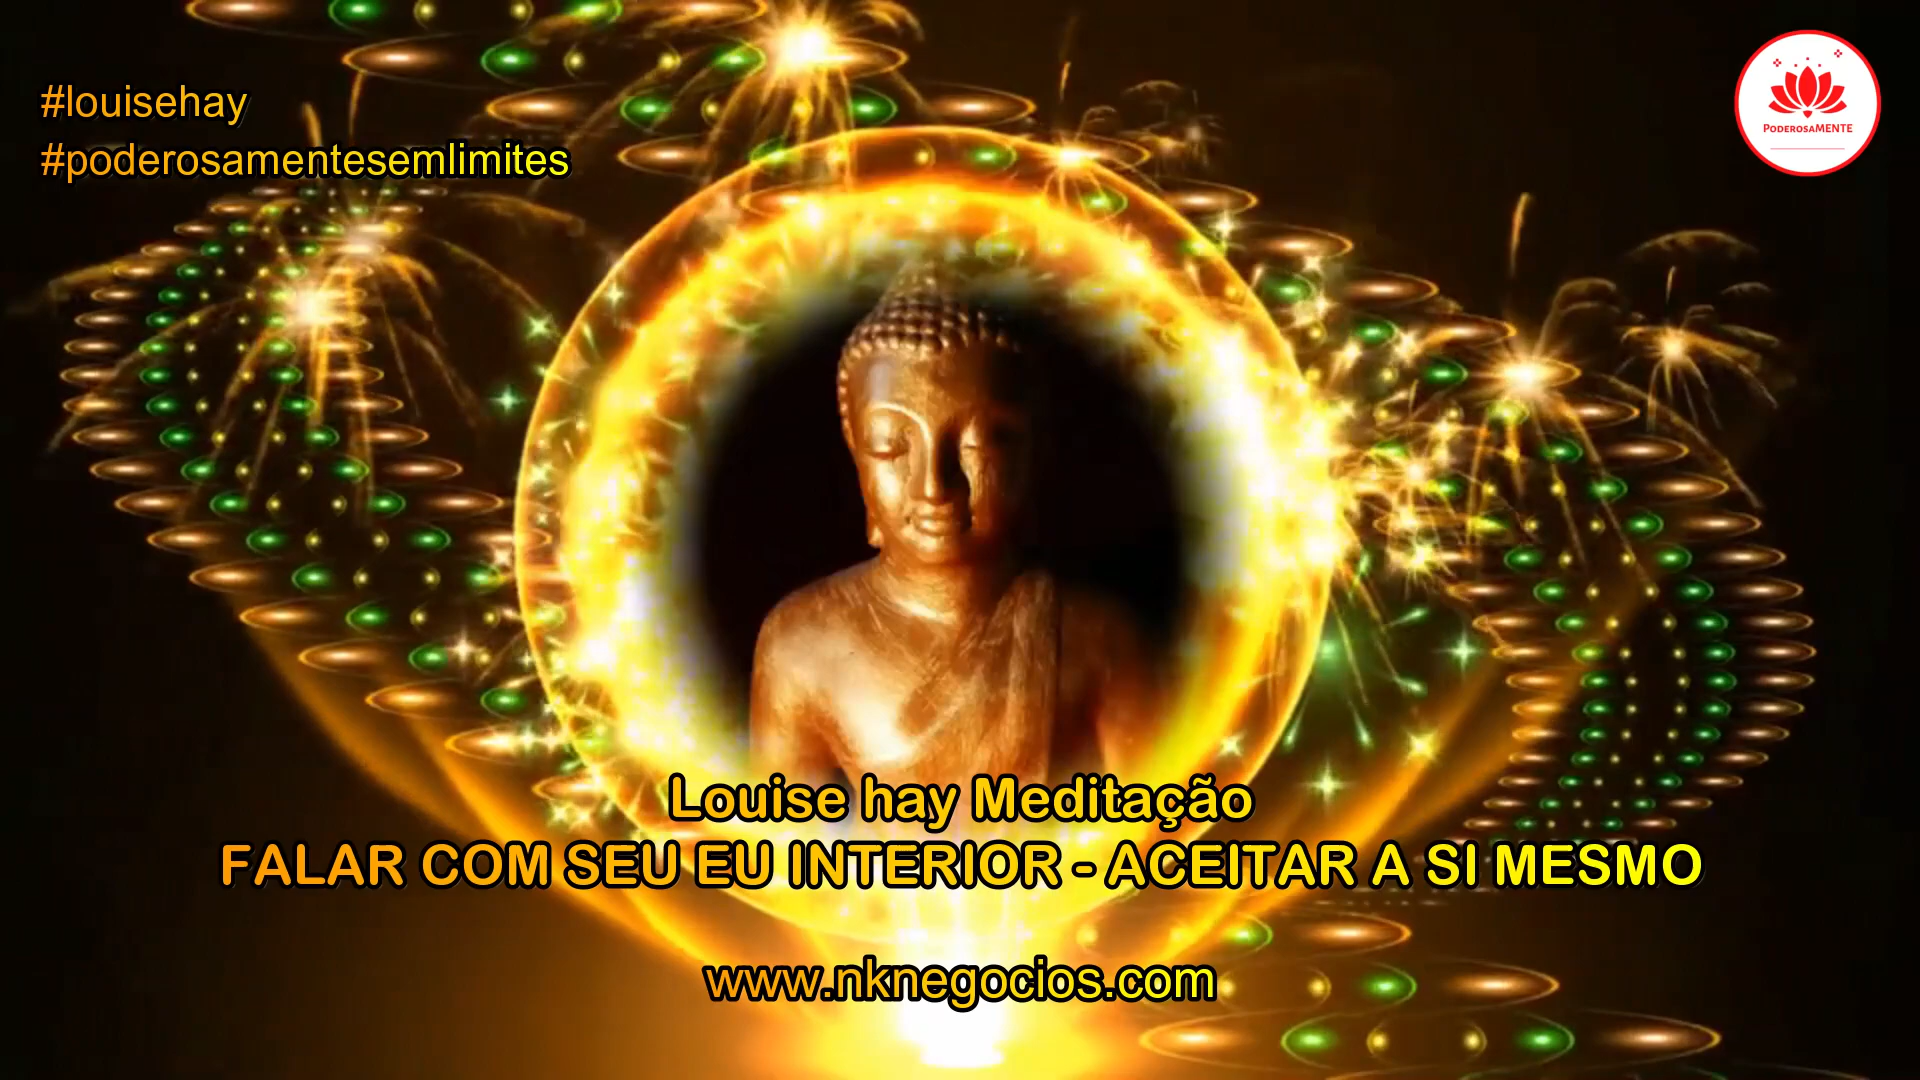 #louisehay
#poderosamentesemlimites
PODEROSAMENTE
Louise hay Meditação
FALAR COM SEU EU INTERIOR - ACEITAR A SI MESMO
www.nknegocios.com